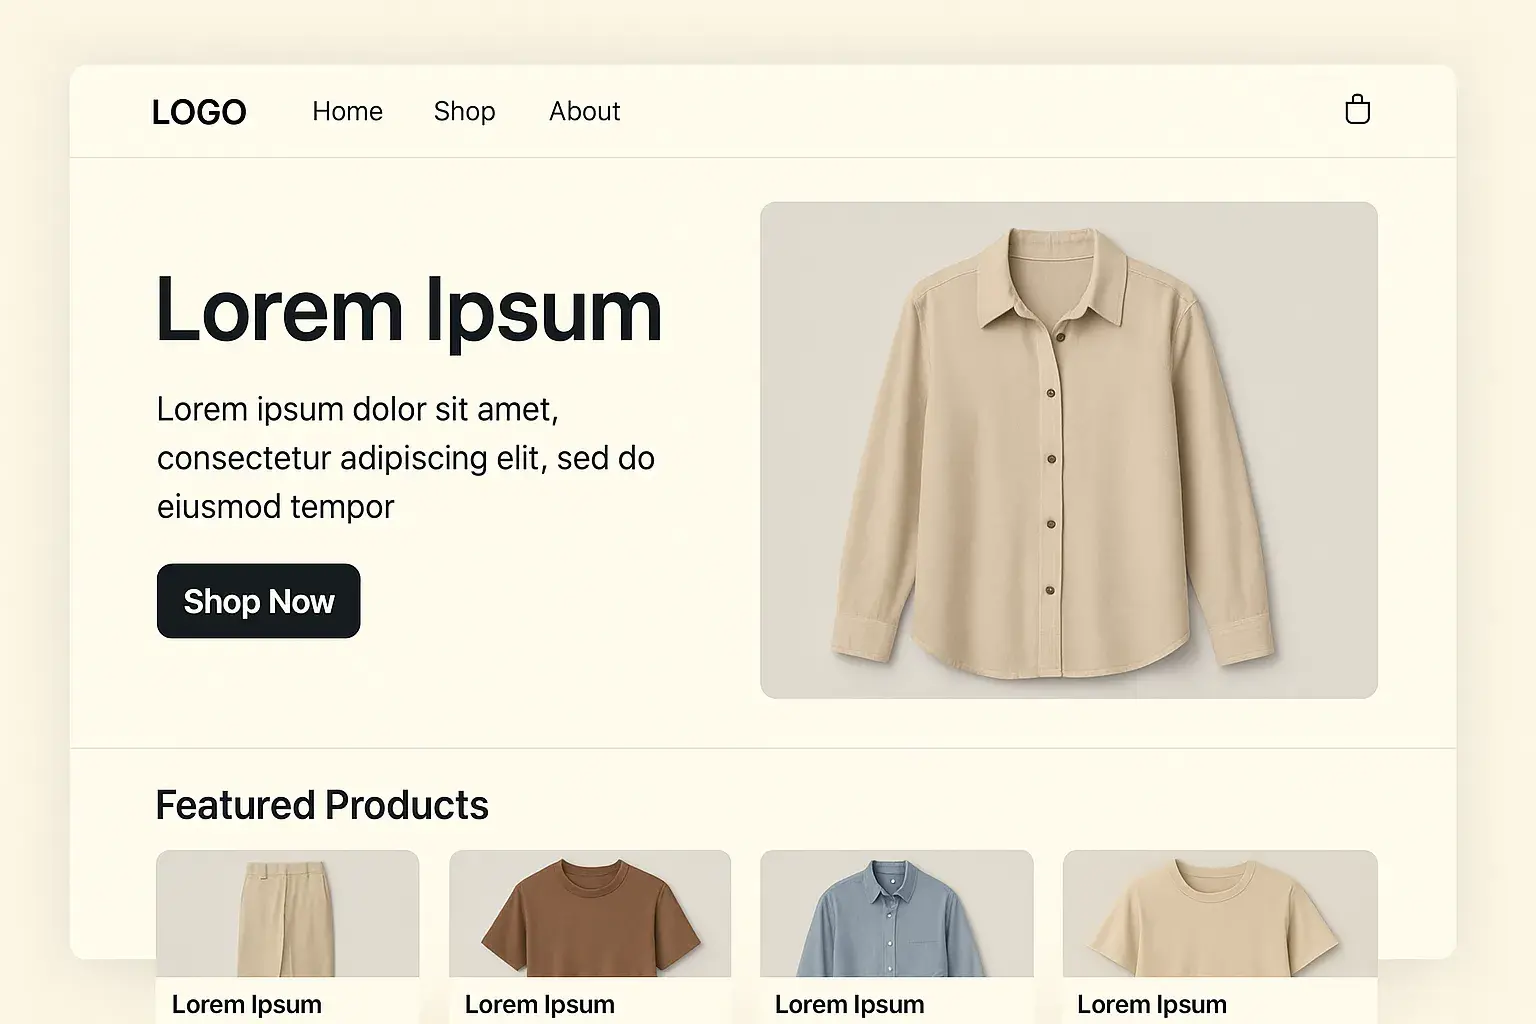 LOGO
Home
Shop
About
Lorem Ipsum
Lorem ipsum dolor sit amet,
consectetur adipiscing elit, sed do
eiusmod tempor
Shop Now
Featured Products
Lorem Ipsum
Lorem Ipsum
Lorem Ipsum
Lorem Ipsum